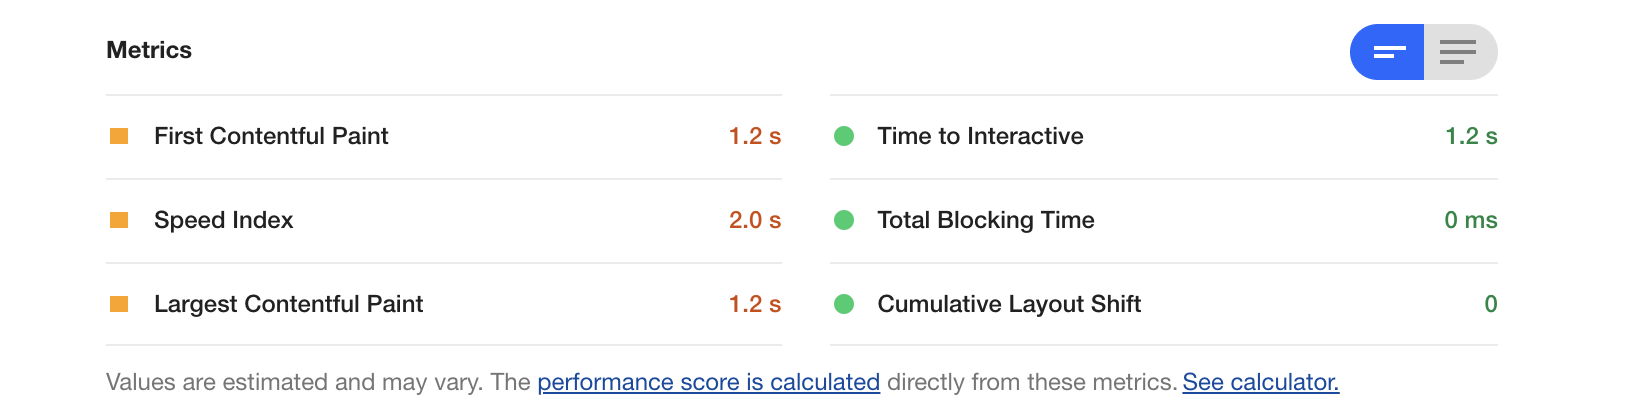 Metrics
First Contentful Paint 1.2 s
Time to Interactive 1.2 s
Speed Index 2.0 s
Total Blocking Time 0 ms
Largest Contentful Paint 1.2 s
Cumulative Layout Shift 0
Values are estimated and may vary. The performance score is calculated directly from these metrics. See calculator.